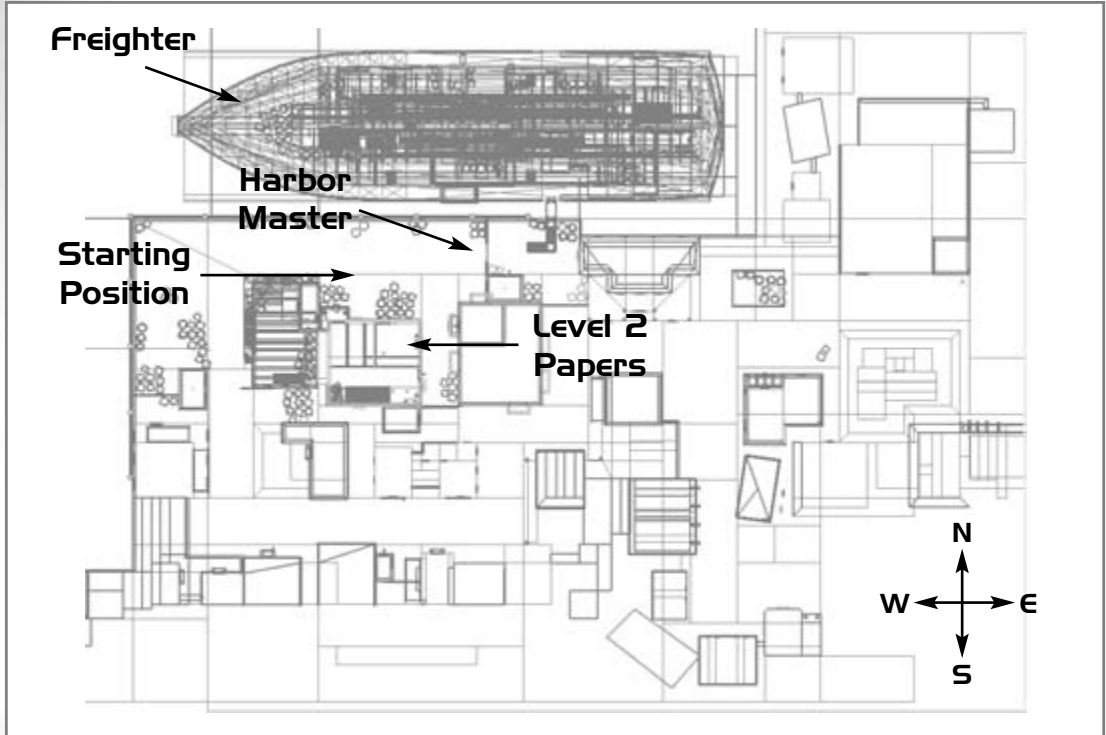 Freighter
Harbor
Master
Starting
Position
Level 2
Papers
N
W E
S